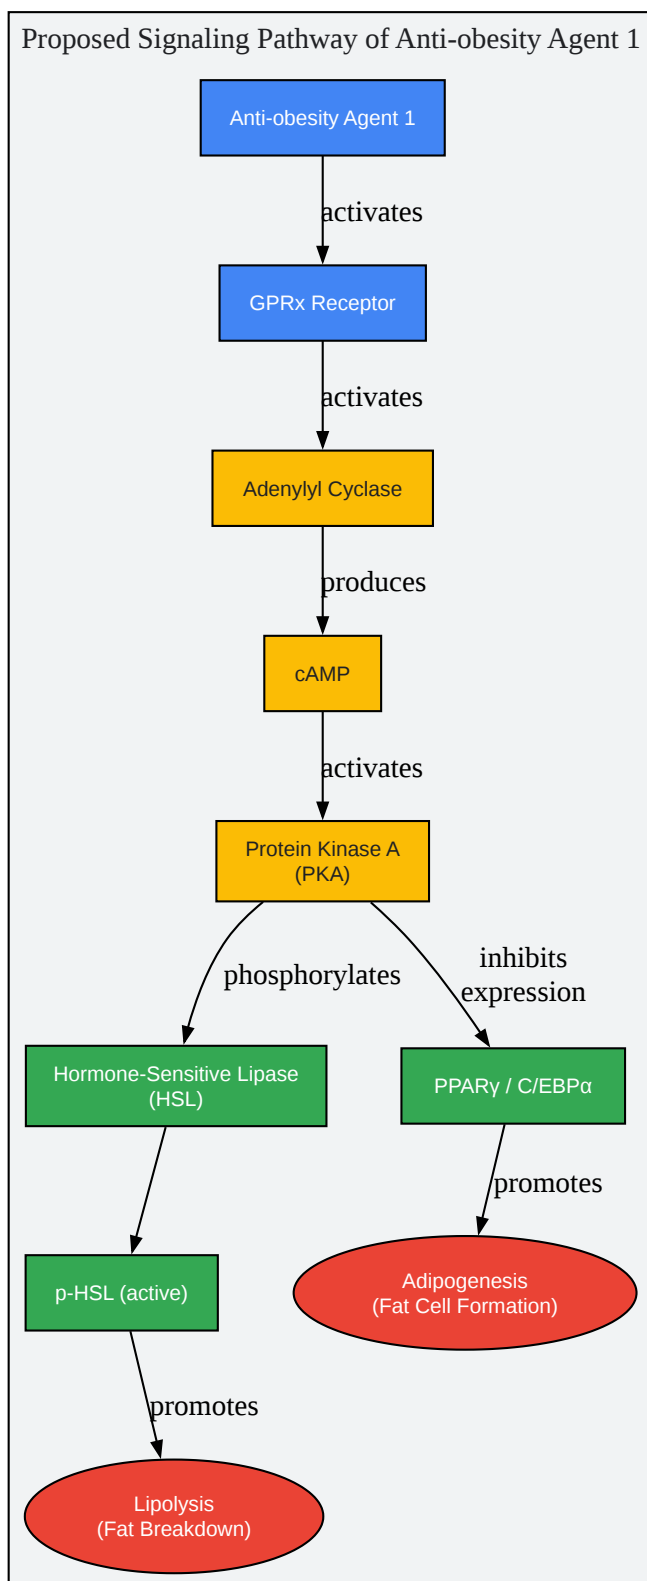 Proposed Signaling Pathway of Anti-obesity Agent 1
Anti-obesity Agent 1
activates
GPRx Receptor
activates
Adenylyl Cyclase
produces
cAMP
activates
Protein Kinase A
(PKA)
phosphorylates
inhibits
expression
Hormone-Sensitive Lipase
(HSL)
PPARγ / C/EBPα
promotes
p-HSL (active)
Adipogenesis
(Fat Cell Formation)
promotes
Lipolysis
(Fat Breakdown)